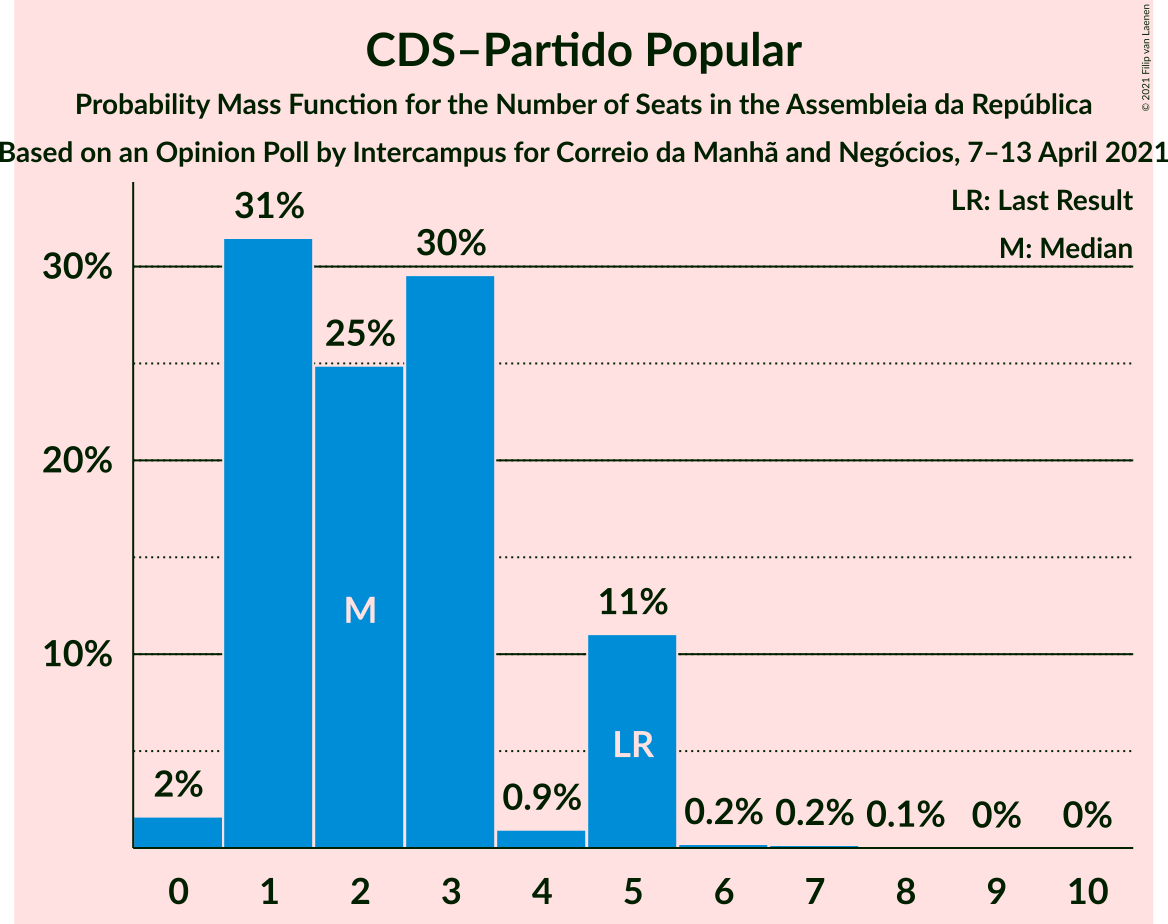 CDS–Partido Popular
Probability Mass Function for the Number of Seats in the Assembleia da República
Based on an Opinion Poll by Intercampus for Correio da Manhã and Negócios, 7–13 April 2021
© 2021 Filip van Laenen
LR: Last Result
M: Median
31%
30%
25%
11%
2%
0.9%
0.2%
0.2%
0.1%
0%
0%
30%
20%
10%
M
LR
0 1 2 3 4 5 6 7 8 9 10